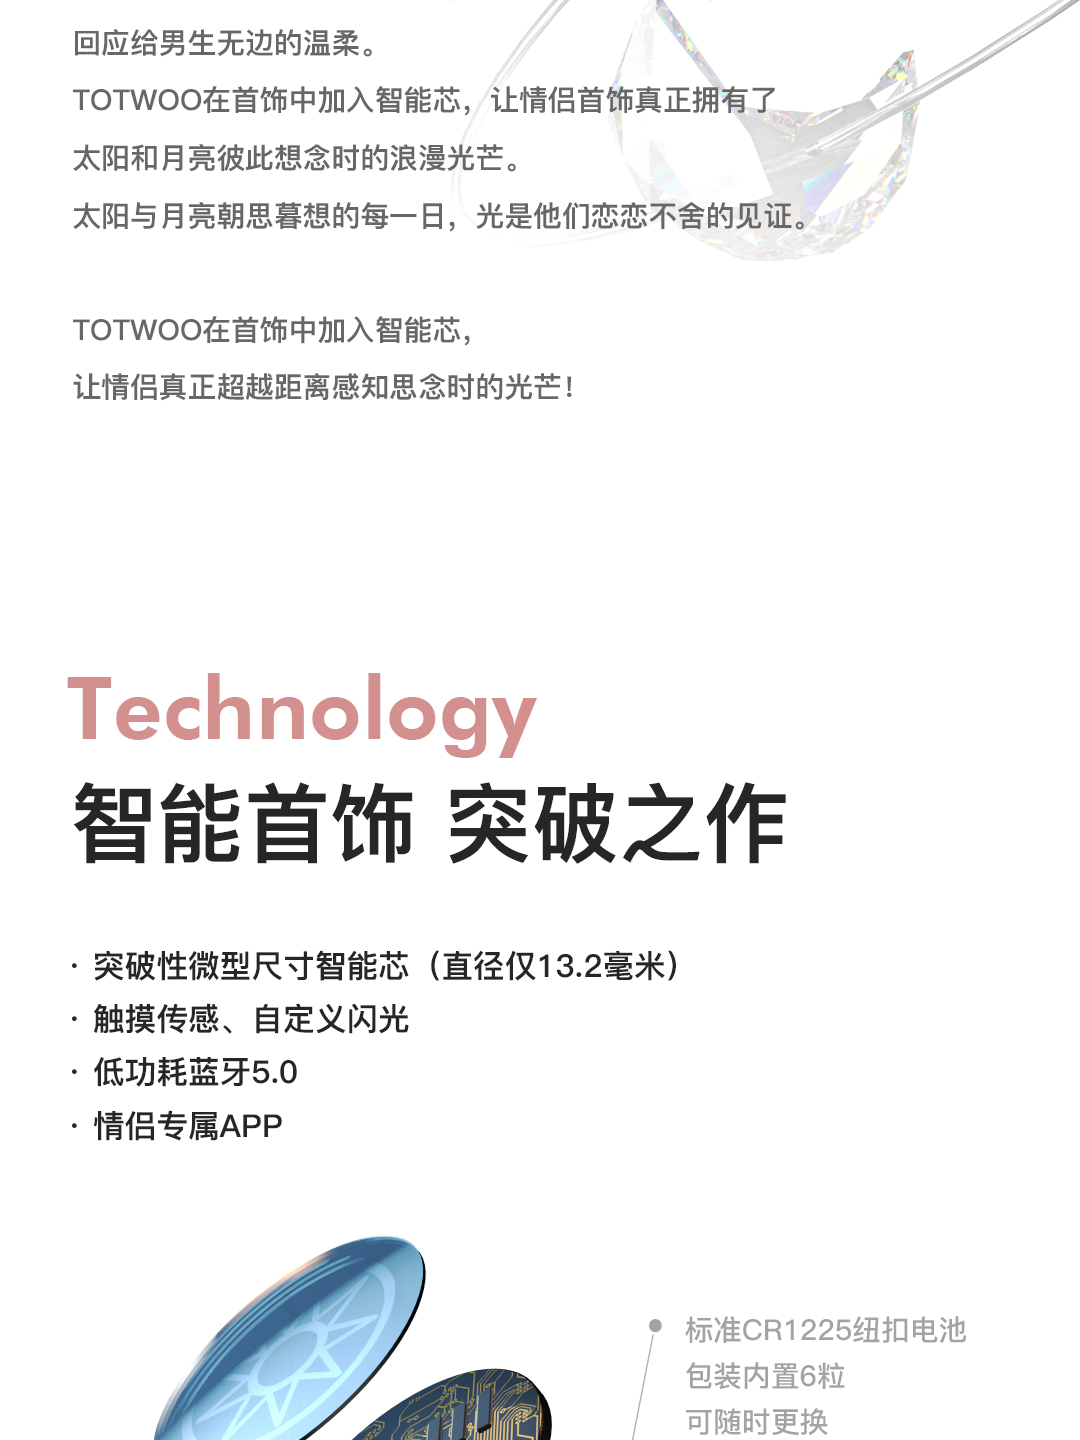 回应给男生无边的温柔。
TOTWOO在首饰中加入智能芯，让情侣首饰真正拥有了
太阳和月亮彼此想念时的浪漫光芒。
太阳与月亮朝思暮想的每一日，光是他们恋恋不舍的见证。
TOTWOO在首饰中加入智能芯，
让情侣真正超越距离感知思念时的光芒！
Technology
智能首饰 突破之作
· 突破性微型尺寸智能芯（直径仅13.2毫米）
· 触摸传感、自定义闪光
· 低功耗蓝牙5.0
· 情侣专属APP
标准CR1225纽扣电池
包装内置6粒
可随时更换